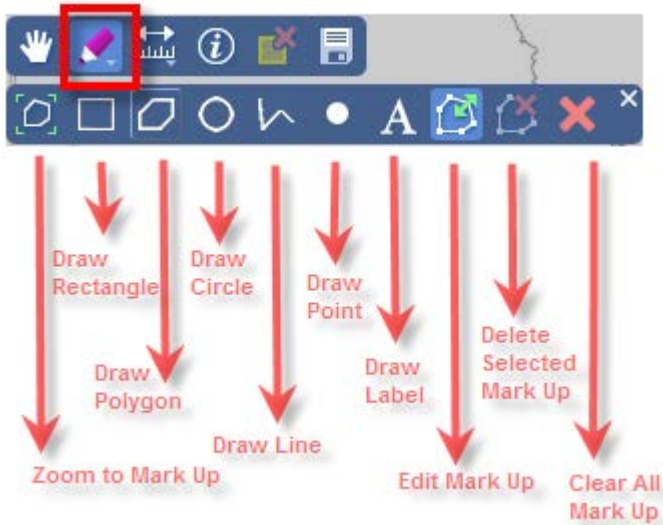 A
Draw
Rectangle
Draw
Circle
Draw
Point
Draw
Polygon
Draw
Label
Delete
Selected
Mark Up
Draw Line
Zoom to Mark Up
Edit Mark Up
Clear All
Mark Up